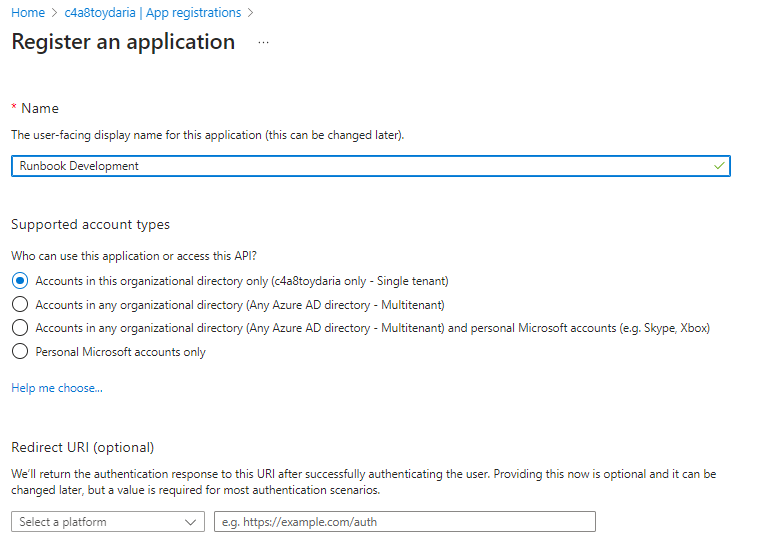 Home > c4a8toydaria | App registrations >
Register an application ...
* Name
The user-facing display name for this application (this can be changed later).
Runbook Development
Supported account types
Who can use this application or access this API?
Accounts in this organizational directory only (c4a8toydaria only - Single tenant)
Accounts in any organizational directory (Any Azure AD directory - Multitenant)
Accounts in any organizational directory (Any Azure AD directory - Multitenant) and personal Microsoft accounts (e.g. Skype, Xbox)
Personal Microsoft accounts only
Help me choose...
Redirect URI (optional)
We'll return the authentication response to this URI after successfully authenticating the user. Providing this now is optional and it can be
changed later, but a value is required for most authentication scenarios.
Select a platform
e.g. https://example.com/auth